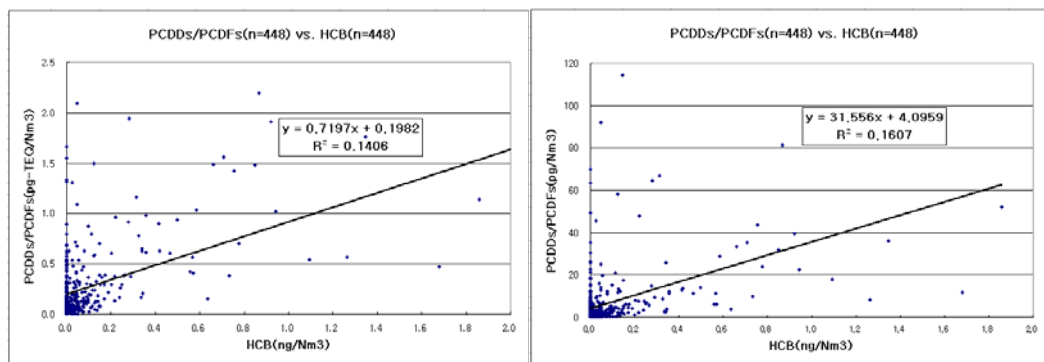 PCDDs/PCDFs(n=448) vs. HCB(n=448)
PCDDs/PCDFs(pg-TEQ/Nm3)
2.5
2.0
1.5
1.0
0.5
0.0
y = 0.7197x + 0.1982
R² = 0.1406
0.0 0.2 0.4 0.6 0.8 1.0 1.2 1.4 1.6 1.8 2.0
HCB(ng/Nm3)
PCDDs/PCDFs(n=448) vs. HCB(n=448)
PCDDs/PCDFs(pg/Nm3)
120
100
80
60
40
20
0
y = 31.556x + 4.0959
R² = 0.1607
0.0 0.2 0.4 0.6 0.8 1.0 1.2 1.4 1.6 1.8 2.0
HCB(ng/Nm3)